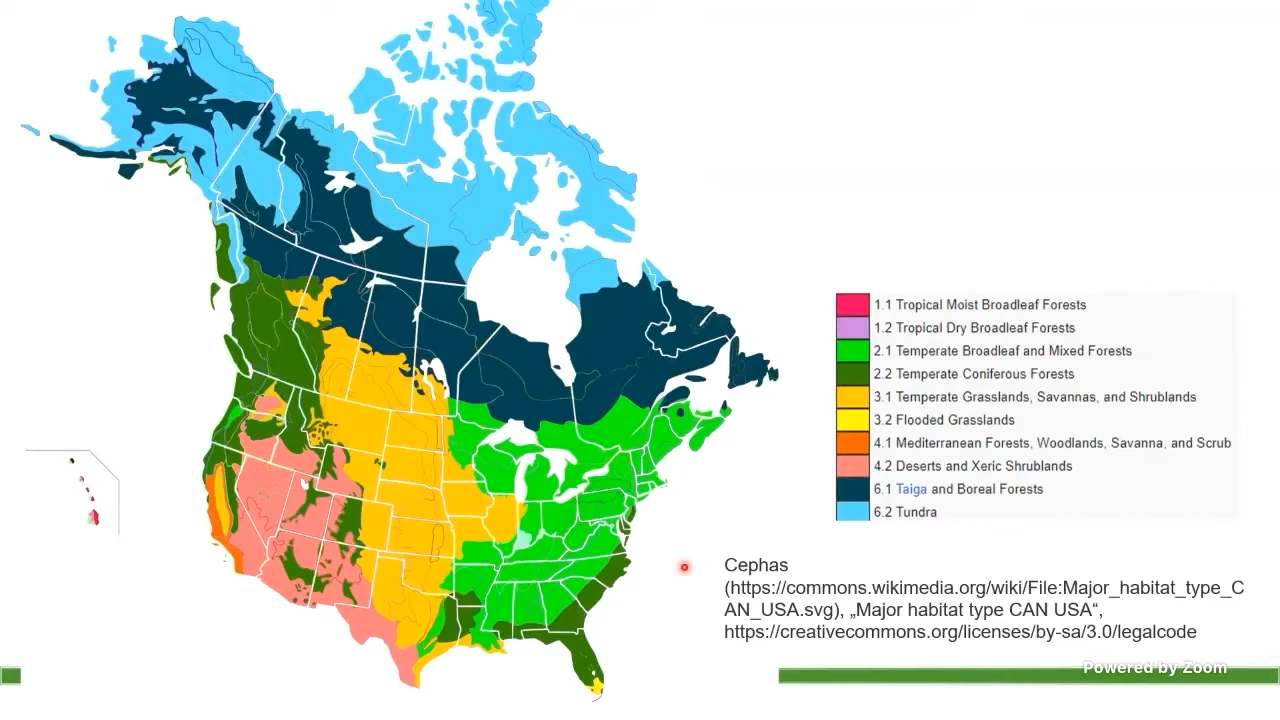 1.1 Tropical Moist Broadleaf Forests
1.2 Tropical Dry Broadleaf Forests
2.1 Temperate Broadleaf and Mixed Forests
2.2 Temperate Coniferous Forests
3.1 Temperate Grasslands, Savannas, and Shrublands
3.2 Flooded Grasslands
4.1 Mediterranean Forests, Woodlands, Savanna, and Scrub
4.2 Deserts and Xeric Shrublands
6.1 Taiga and Boreal Forests
6.2 Tundra
Cephas
(https://commons.wikimedia.org/wiki/File:Major_habitat_type_C
AN_USA.svg), „Major habitat type CAN USA“,
https://creativecommons.org/licenses/by-sa/3.0/legalcode
Powered by Zoom